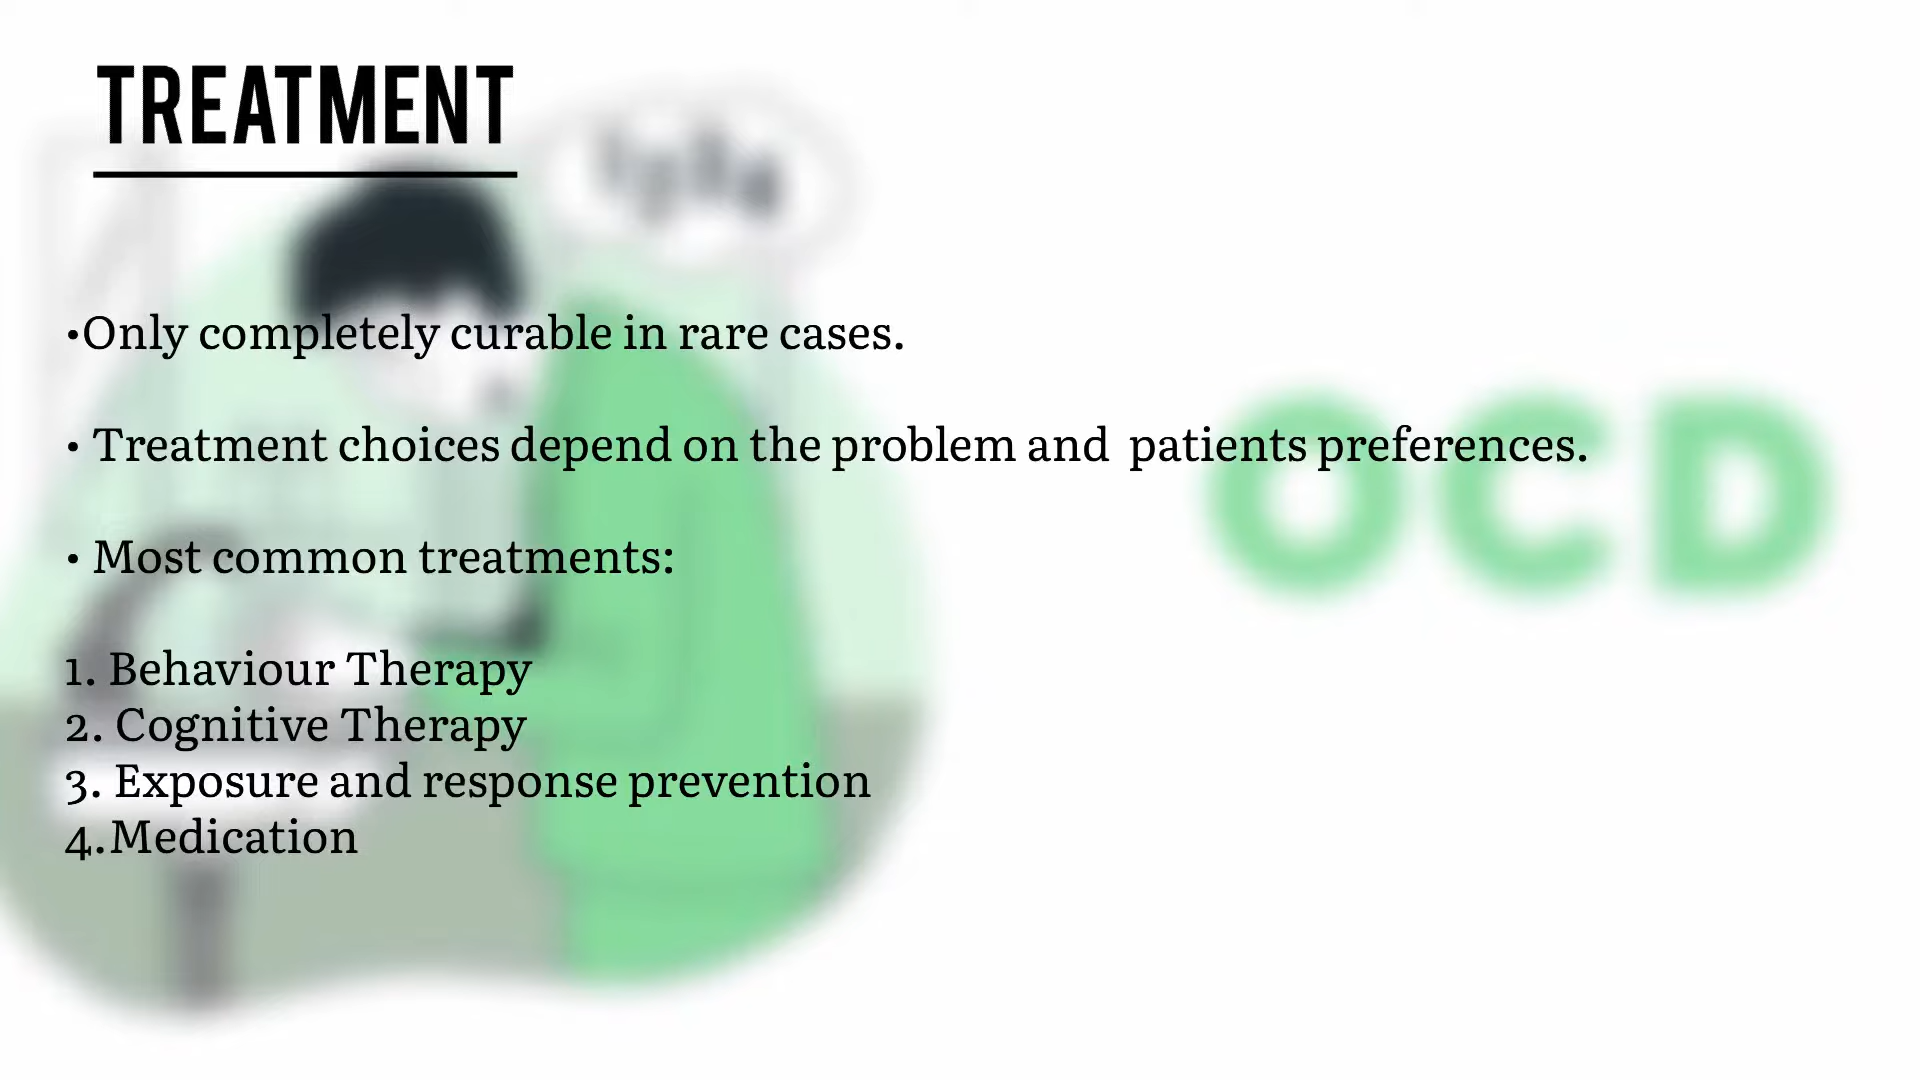 TREATMENT
•Only completely curable in rare cases.
• Treatment choices depend on the problem and  patients preferences.
• Most common treatments:
1. Behaviour Therapy
2. Cognitive Therapy
3. Exposure and response prevention
4.Medication
OCD